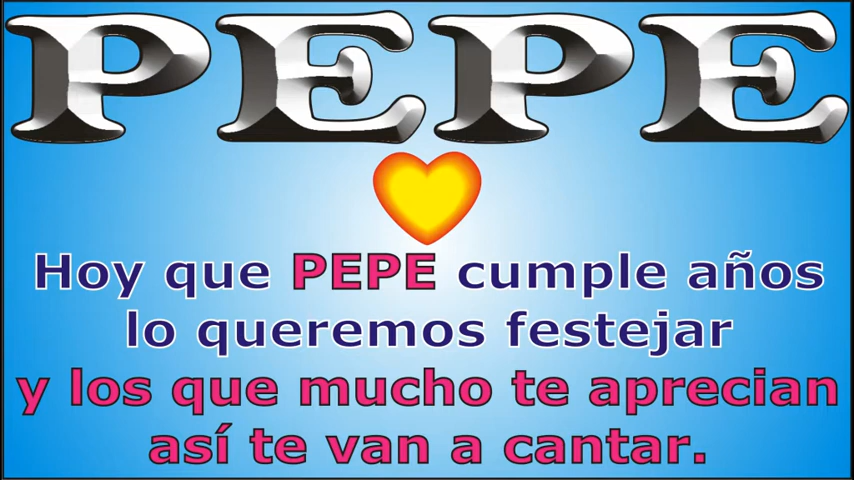 PEPE
Hoy que PEPE cumple años
lo queremos festejar
y los que mucho te aprecian
así te van a cantar.